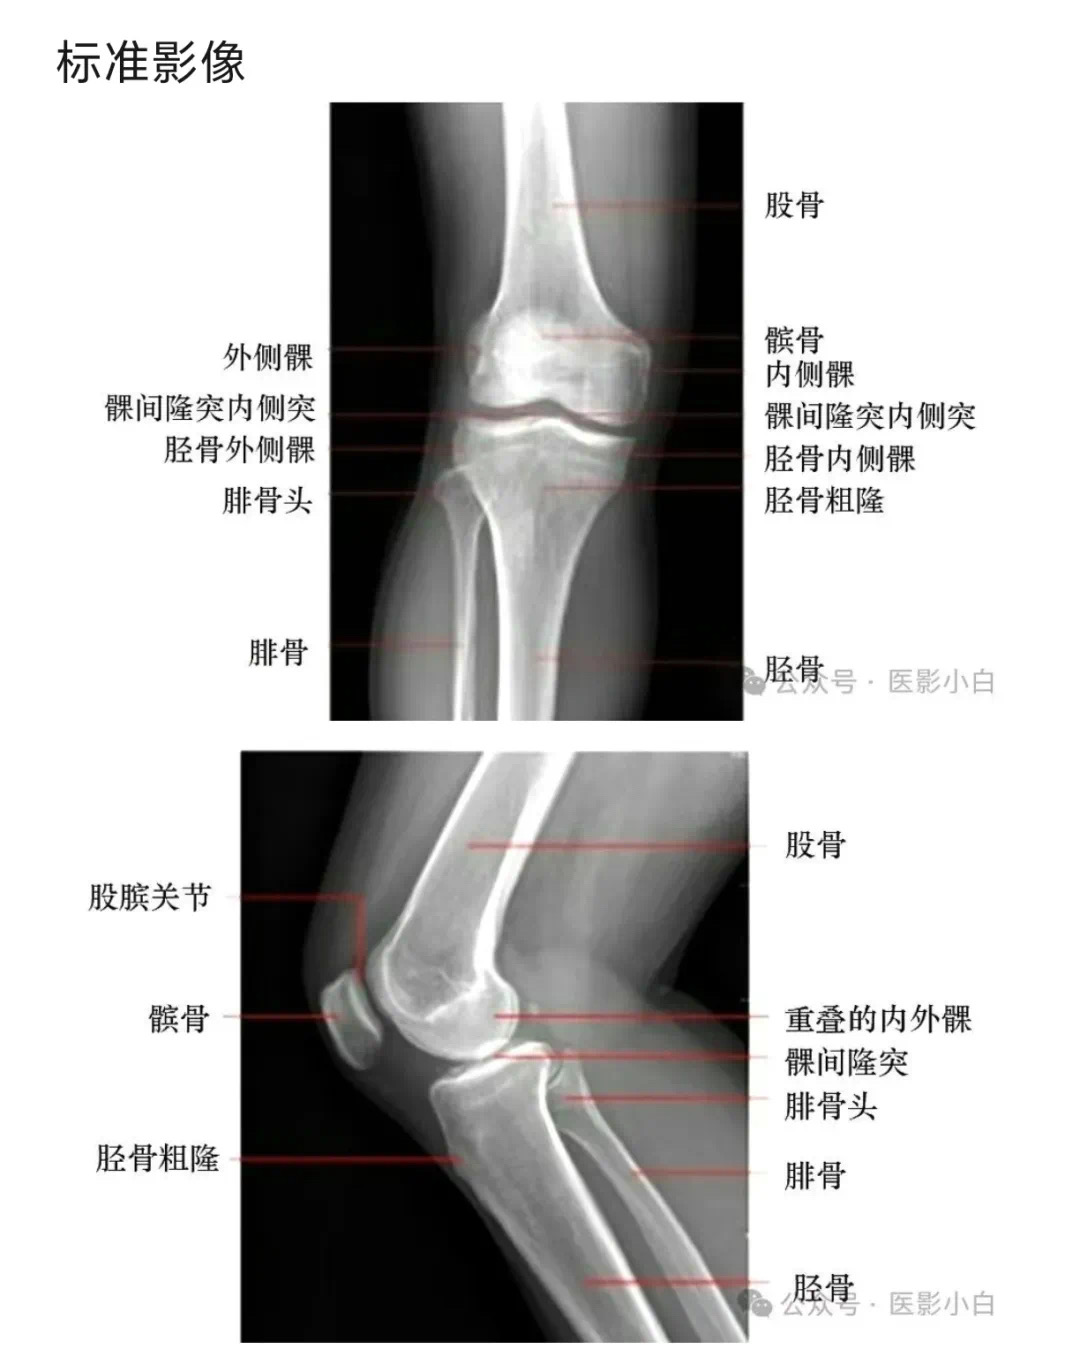 标准影像
股骨
髌骨
外侧髁
内侧髁
髁间隆突内侧突
髁间隆突内侧突
胫骨外侧髁
胫骨内侧髁
腓骨头
胫骨粗隆
腓骨
胫骨
公众号·医影小白
股骨
股膑关节
髌骨
重叠的内外髁
髁间隆突
腓骨头
胫骨粗隆
腓骨
胫骨
公众号·医影小白